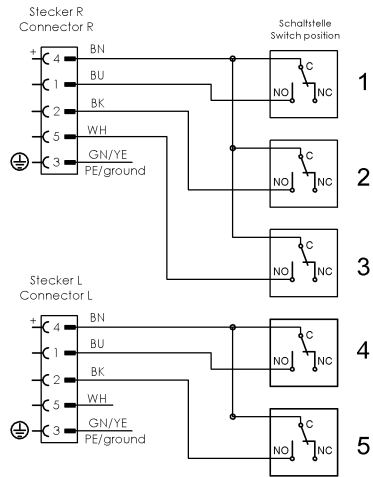 Stecker R
Connector R
Schaltstelle
Switch position
+ 4 BN
C
1 BU
NO NC
1
2 BK
5 WH
C
3 GN/YE
PE/ground
NO NC
2
C
NO NC
3
Stecker L
Connector L
+ 4 BN
C
1 BU
NO NC
4
2 BK
5 WH
C
3 GN/YE
PE/ground
NO NC
5